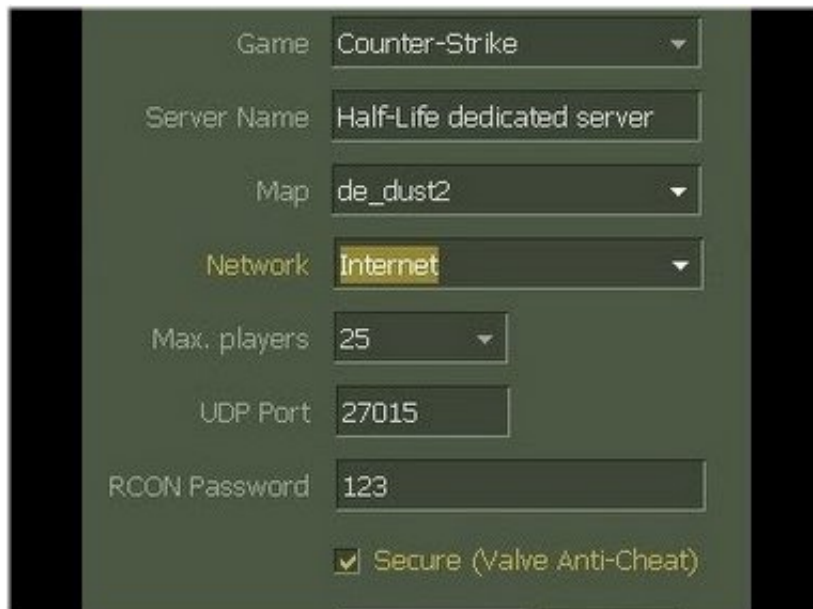 Game Counter-Strike
Server Name Half-Life dedicated server
Map de_dust2
Network Internet
Max. players 25
UDP Port 27015
RCON Password 123
Secure (Valve Anti-Cheat)